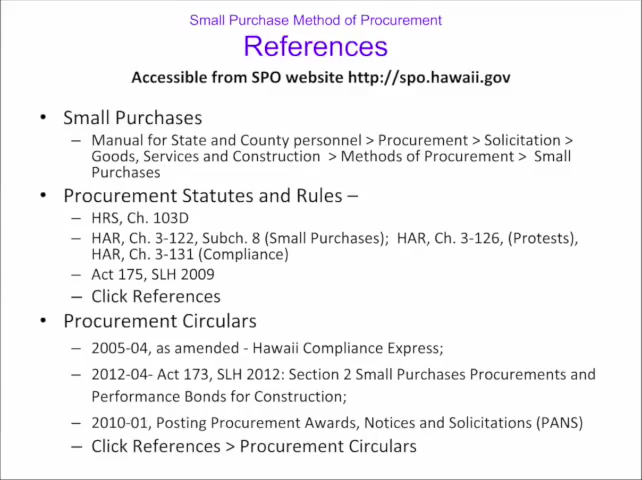 Small Purchase Method of Procurement
References
Accessible from SPO website http://spo.hawaii.gov
• Small Purchases
– Manual for State and County personnel > Procurement > Solicitation >
Goods, Services and Construction > Methods of Procurement > Small
Purchases
• Procurement Statutes and Rules –
– HRS, Ch. 103D
– HAR, Ch. 3-122, Subch. 8 (Small Purchases); HAR, Ch. 3-126, (Protests),
HAR, Ch. 3-131 (Compliance)
– Act 175, SLH 2009
– Click References
• Procurement Circulars
– 2005-04, as amended - Hawaii Compliance Express;
– 2012-04- Act 173, SLH 2012: Section 2 Small Purchases Procurements and
Performance Bonds for Construction;
– 2010-01, Posting Procurement Awards, Notices and Solicitations (PANS)
– Click References > Procurement Circulars